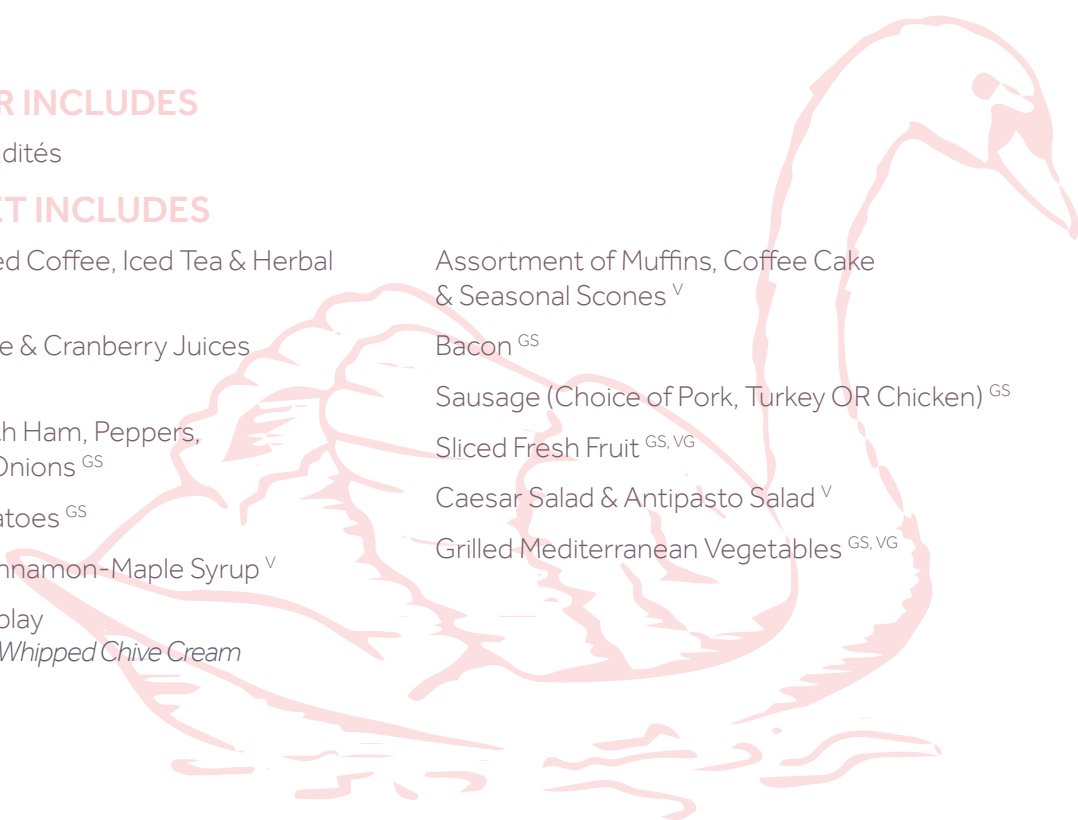 R INCLUDES
dités
ET INCLUDES
ed Coffee, Iced Tea & Herbal
e & Cranberry Juices
th Ham, Peppers,
Onions GS
atoes GS
nnamon-Maple Syrup V
play
Whipped Chive Cream
Assortment of Muffins, Coffee Cake
& Seasonal Scones V
Bacon GS
Sausage (Choice of Pork, Turkey OR Chicken) GS
Sliced Fresh Fruit GS, VG
Caesar Salad & Antipasto Salad V
Grilled Mediterranean Vegetables GS, VG